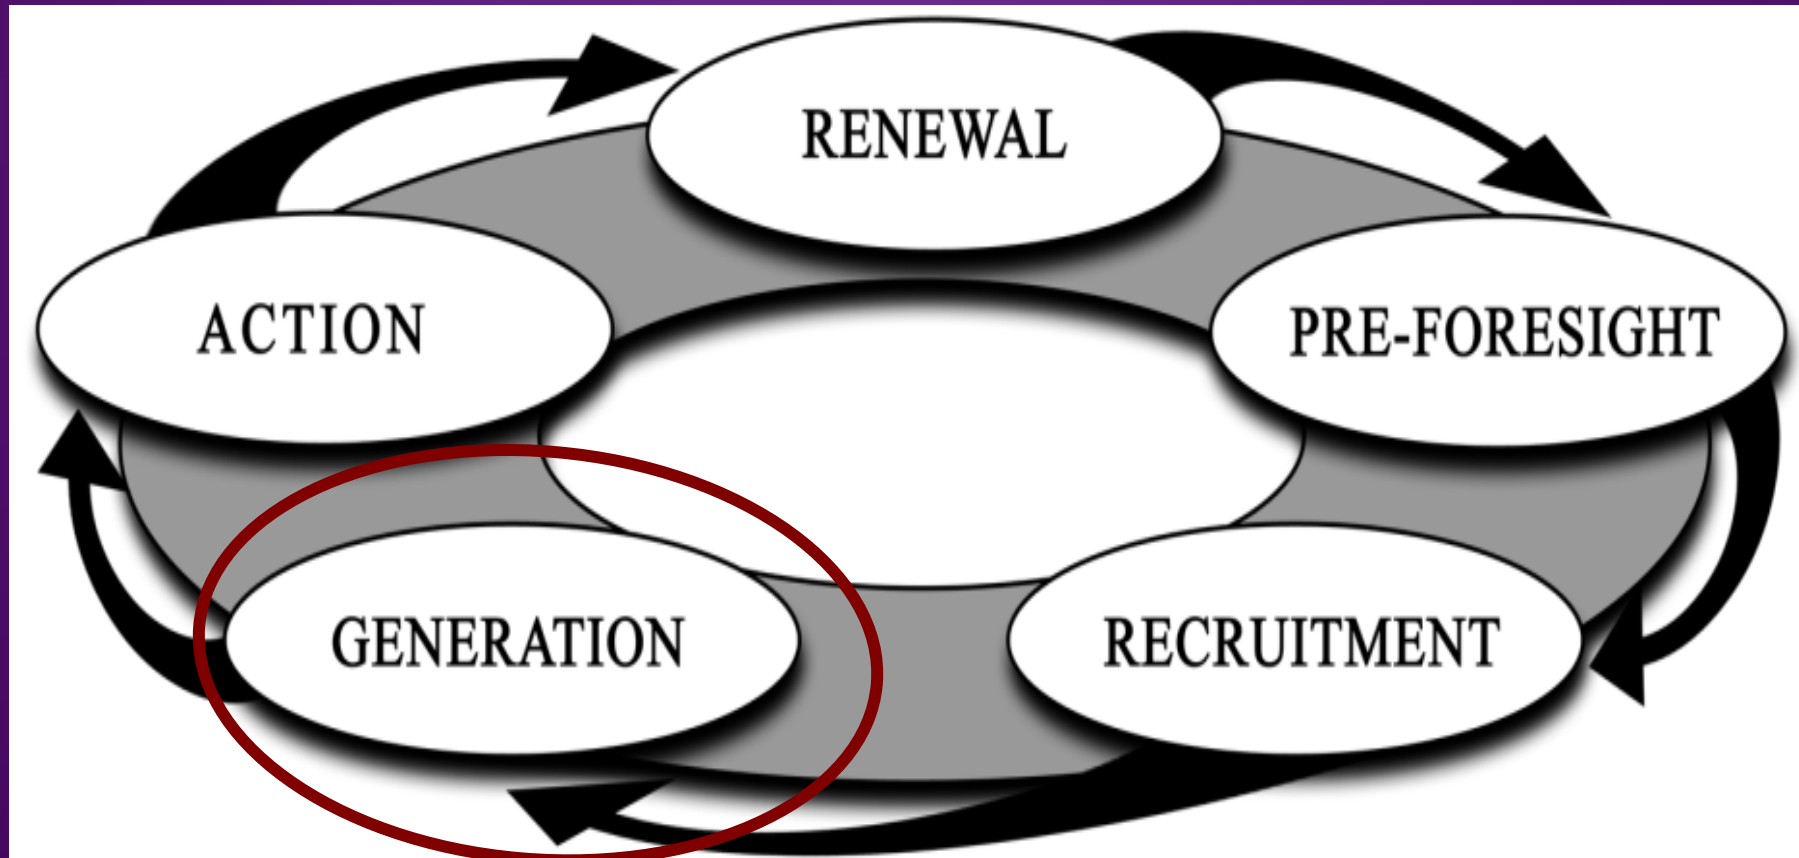 RENEWAL
ACTION
PRE-FORESIGHT
GENERATION
RECRUITMENT